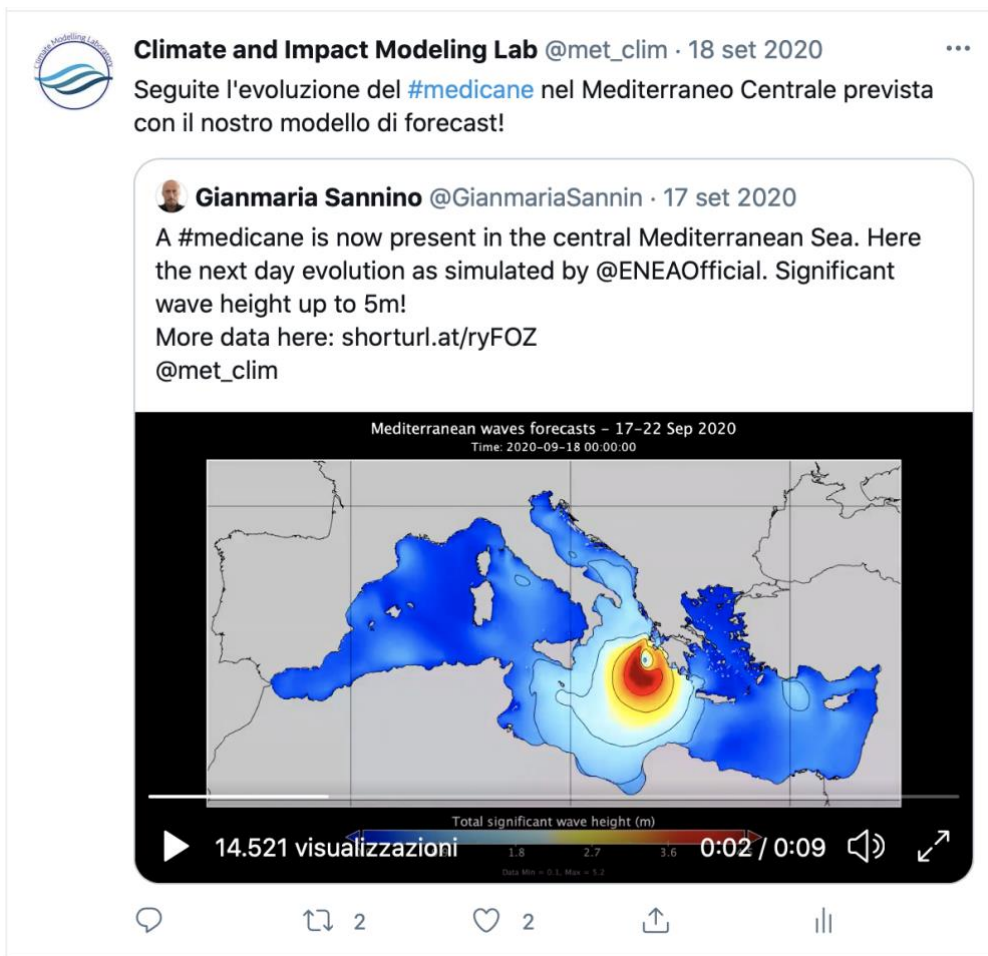 Climate Modelling Laboratory
Climate and Impact Modeling Lab @met_clim · 18 set 2020
Seguite l'evoluzione del #medicane nel Mediterraneo Centrale prevista
con il nostro modello di forecast!
Gianmaria Sannino @GianmariaSannin · 17 set 2020
A #medicane is now present in the central Mediterranean Sea. Here
the next day evolution as simulated by @ENEAOfficial. Significant
wave height up to 5m!
More data here: shorturl.at/ryFOZ
@met_clim
Mediterranean waves forecasts – 17–22 Sep 2020
Time: 2020-09-18 00:00:00
Total significant wave height (m)
14.521 visualizzazioni
0:02 / 0:09
1.8 2.7 3.6
Data Min = 0.1, Max = 5.2
2 2